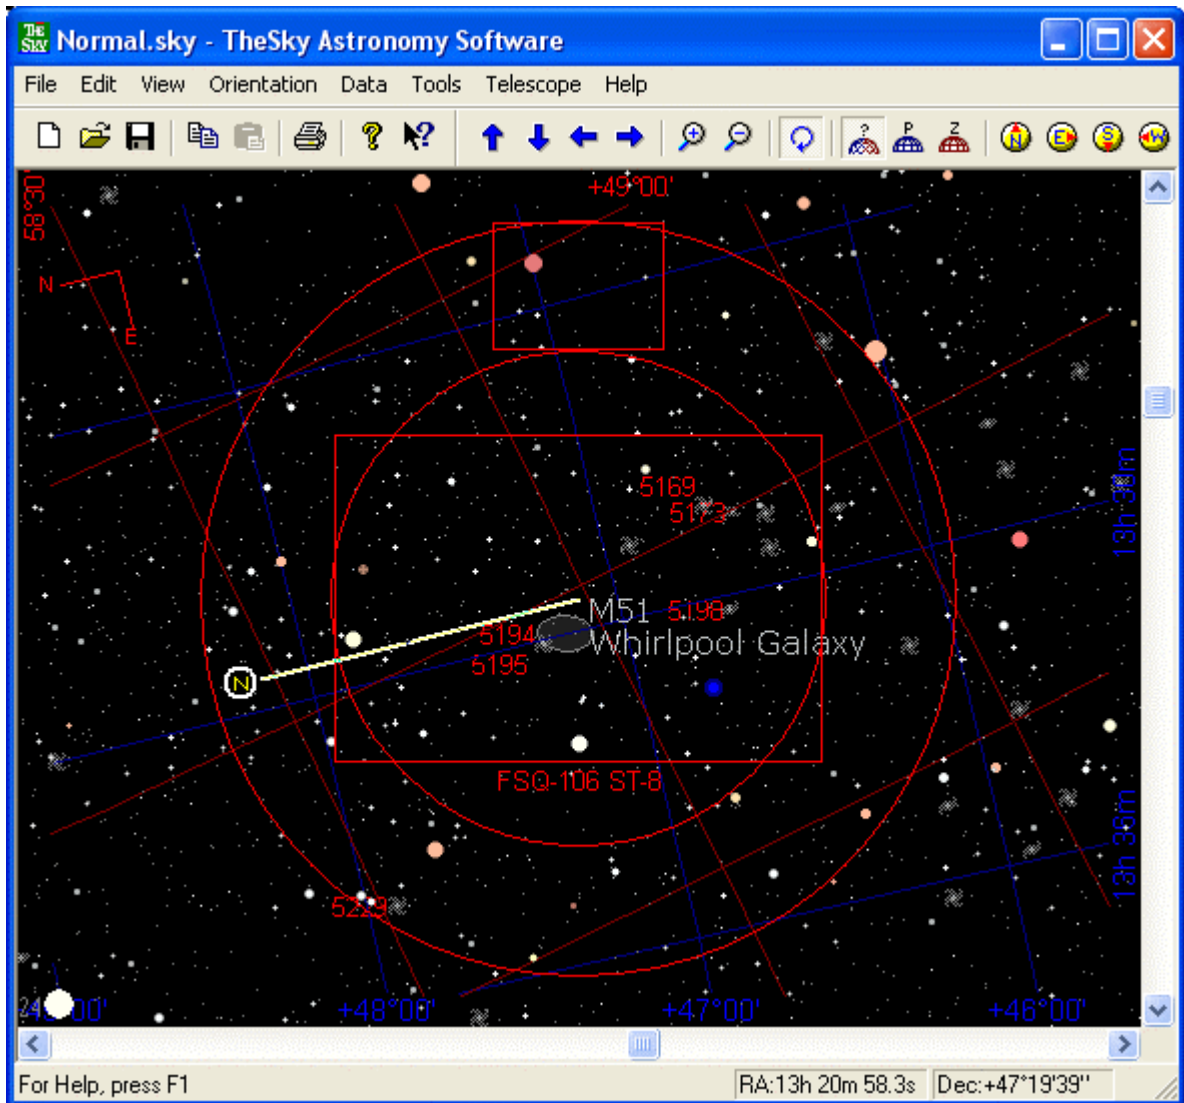 THE SKY Normal.sky - TheSky Astronomy Software
File Edit View Orientation Data Tools Telescope Help
? P Z N E S W
58°30'
+49°00'
N
E
5169
5173
13h 30m
M51 5198
5194 Whirlpool Galaxy
5195
N
FSQ-106 ST-8
13h 36m
5229
+48°00' +47°00' +46°00'
For Help, press F1 RA:13h 20m 58.3s Dec:+47°19'39"